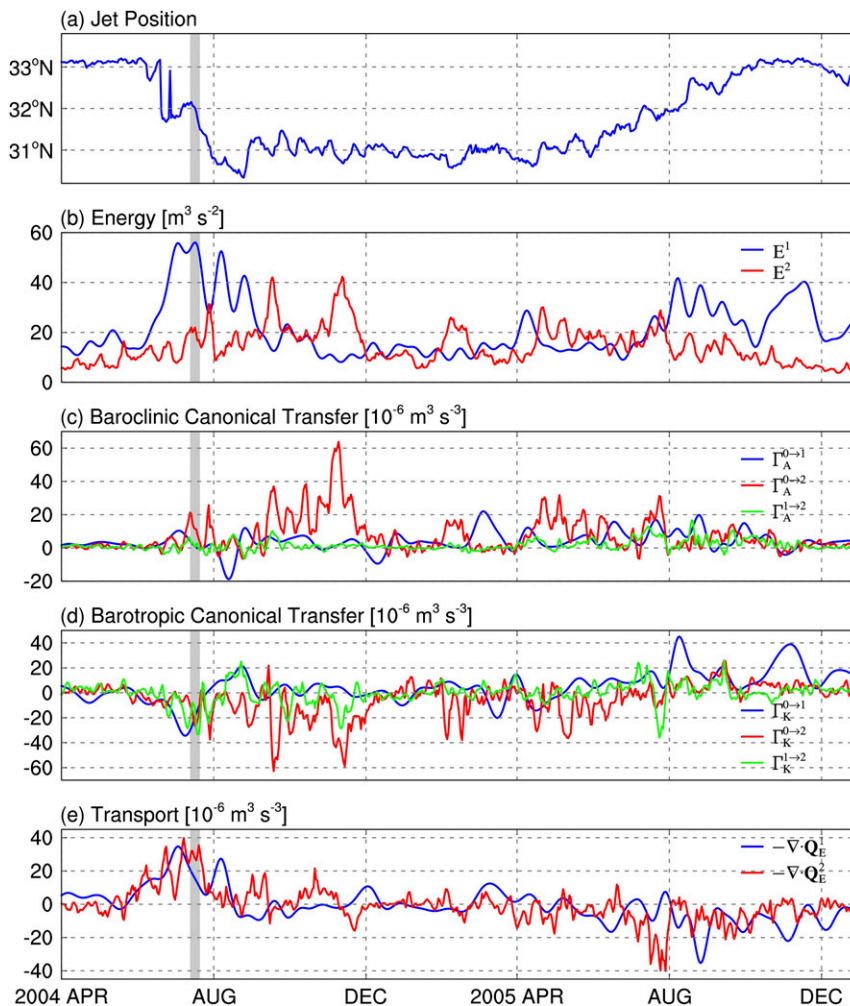 (a) Jet Position
33°N
32°N
31°N
(b) Energy [m³ s⁻²]
60
40
20
0
E¹
E²
(c) Baroclinic Canonical Transfer [10⁻⁶ m³ s⁻³]
60
40
20
0
-20
Γ_A^{0→1}
Γ_A^{0→2}
Γ_A^{1→2}
(d) Barotropic Canonical Transfer [10⁻⁶ m³ s⁻³]
40
20
0
-20
-40
-60
Γ_K^{0→1}
Γ_K^{0→2}
Γ_K^{1→2}
(e) Transport [10⁻⁶ m³ s⁻³]
40
20
0
-20
-40
−∇·Q_E^1
−∇·Q_E^2
2004 APR AUG DEC 2005 APR AUG DEC